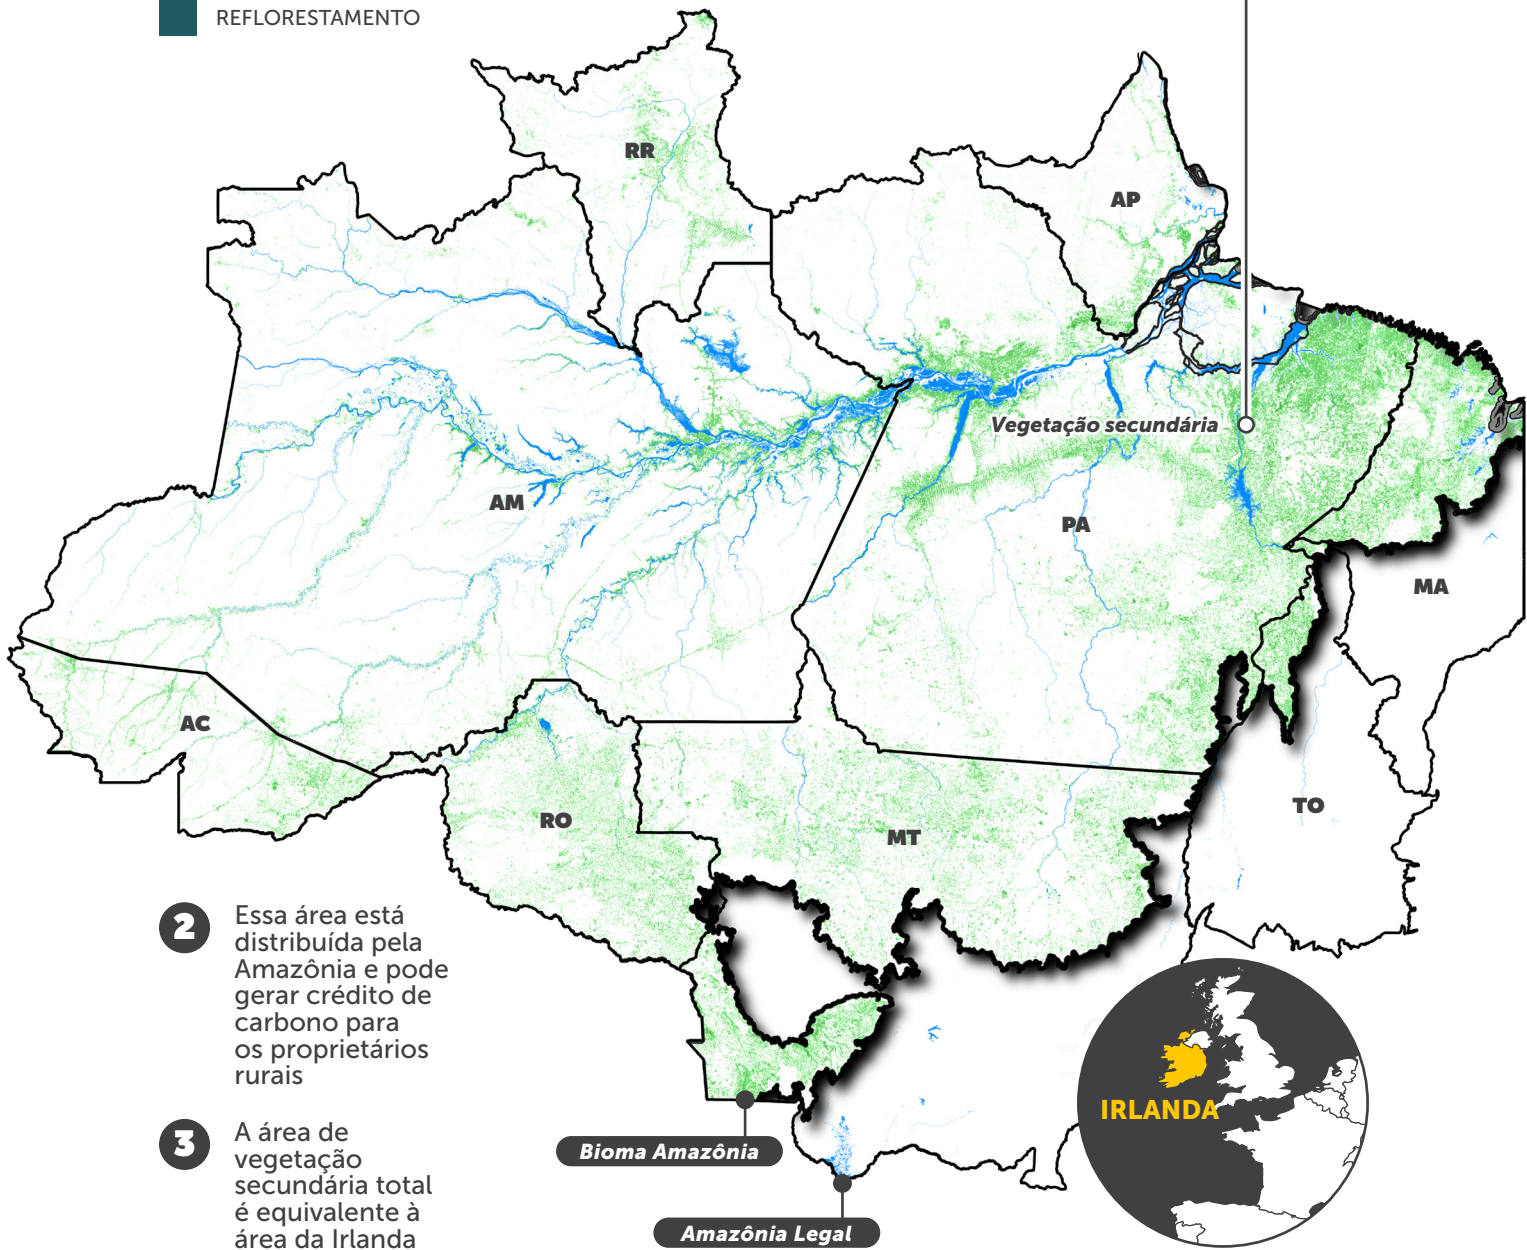 REFLORESTAMENTO
RR
AP
Vegetação secundária
AM
PA
MA
AC
TO
RO
MT
2
Essa área está
distribuída pela
Amazônia e pode
gerar crédito de
carbono para
os proprietários
rurais
3
A área de
vegetação
secundária total
é equivalente à
área da Irlanda
IRLANDA
Bioma Amazônia
Amazônia Legal